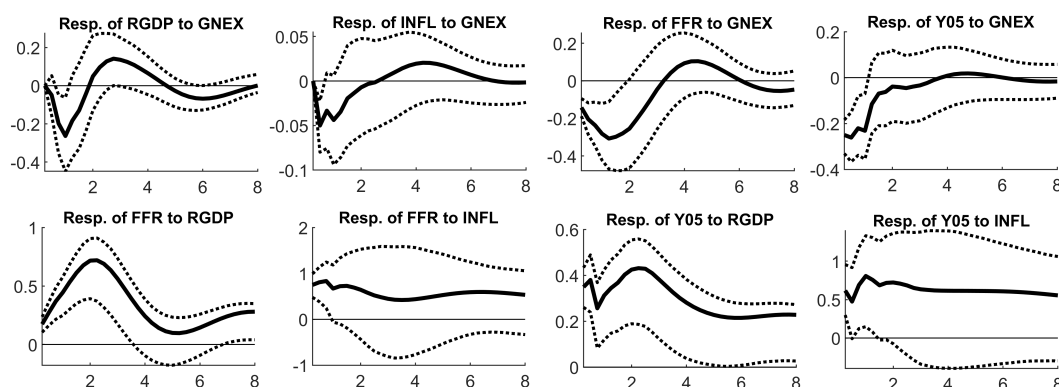 Resp. of RGDP to GNEX
Resp. of INFL to GNEX
Resp. of FFR to GNEX
Resp. of Y05 to GNEX
0.2
0
-0.2
-0.4
2 4 6 8
0.05
0
-0.05
-0.1
2 4 6 8
0.2
0
-0.2
-0.4
2 4 6 8
0.2
0
-0.2
-0.4
2 4 6 8
Resp. of FFR to RGDP
Resp. of FFR to INFL
Resp. of Y05 to RGDP
Resp. of Y05 to INFL
1
0.5
0
2 4 6 8
2
1
0
-1
2 4 6 8
0.6
0.4
0.2
0
2 4 6 8
1
0.5
0
-0.4
2 4 6 8